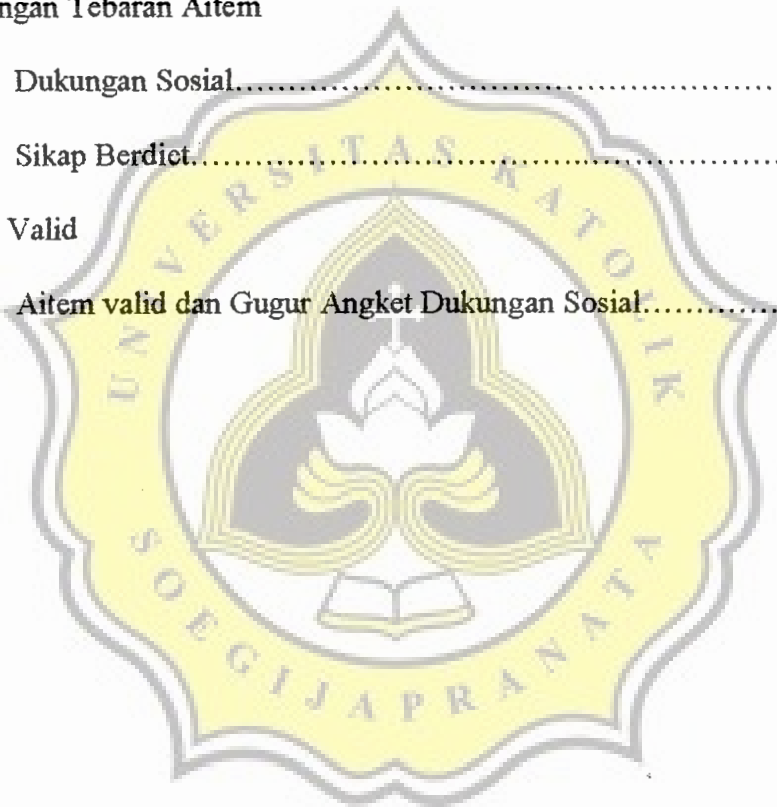 ngan Tebaran Aitem
Dukungan Sosial..................................................
Sikap Berdiet.......................................................
Valid
Aitem valid dan Gugur Angket Dukungan Sosial.............
UNIVERSITAS KATOLIK
SOEGIJAPRANATA